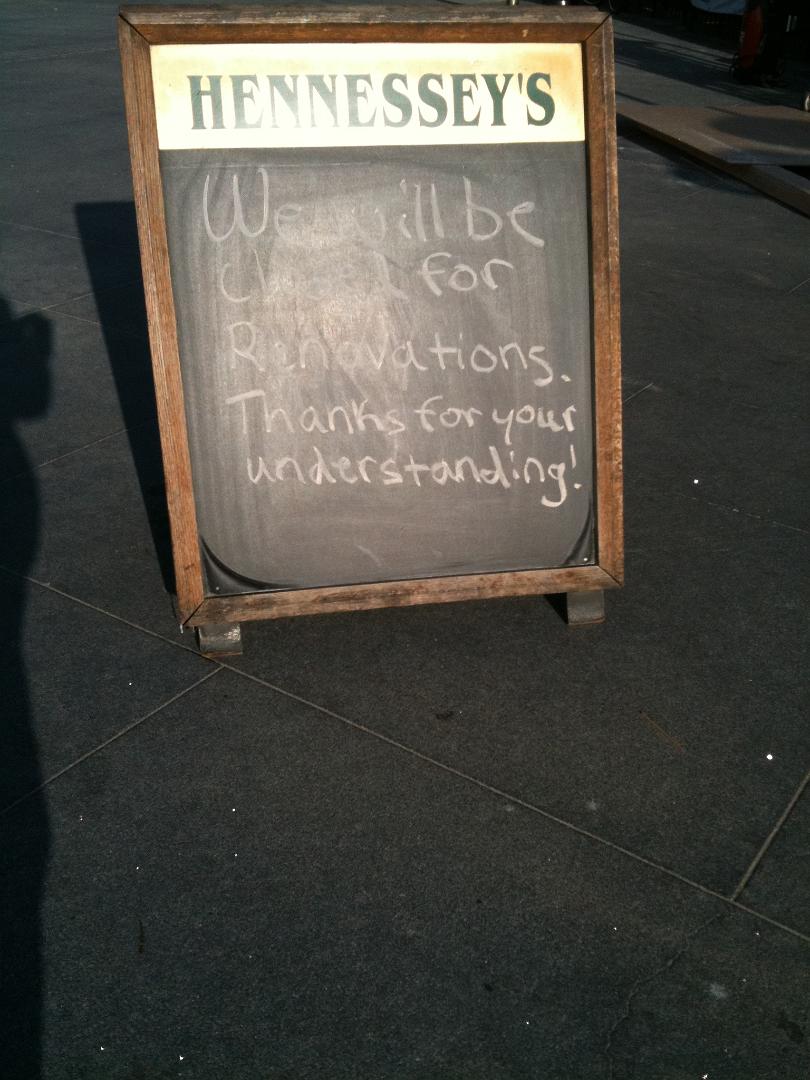 HENNESSEY'S
We will be
closed for
Renovations.
Thanks for your
understanding!